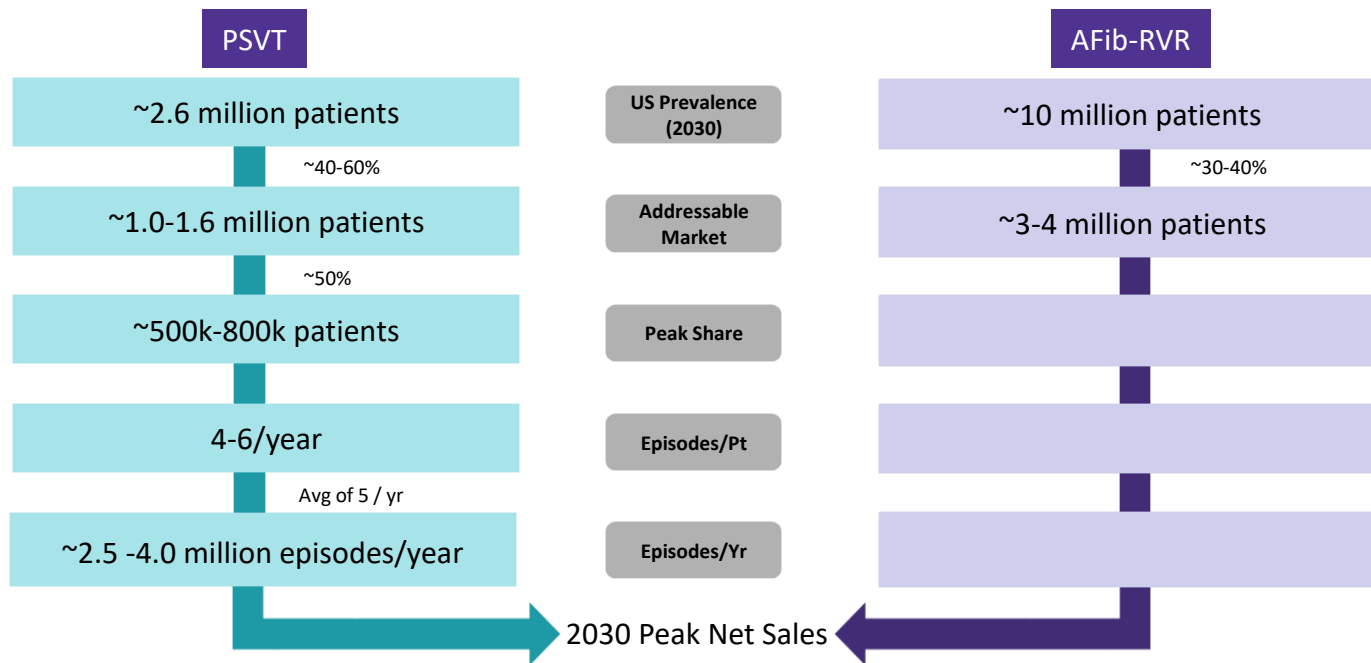 PSVT
AFib-RVR
~2.6 million patients
US Prevalence
(2030)
~10 million patients
~40-60%
~30-40%
~1.0-1.6 million patients
Addressable
Market
~3-4 million patients
~50%
~500k-800k patients
Peak Share
4-6/year
Episodes/Pt
Avg of 5 / yr
~2.5 -4.0 million episodes/year
Episodes/Yr
2030 Peak Net Sales